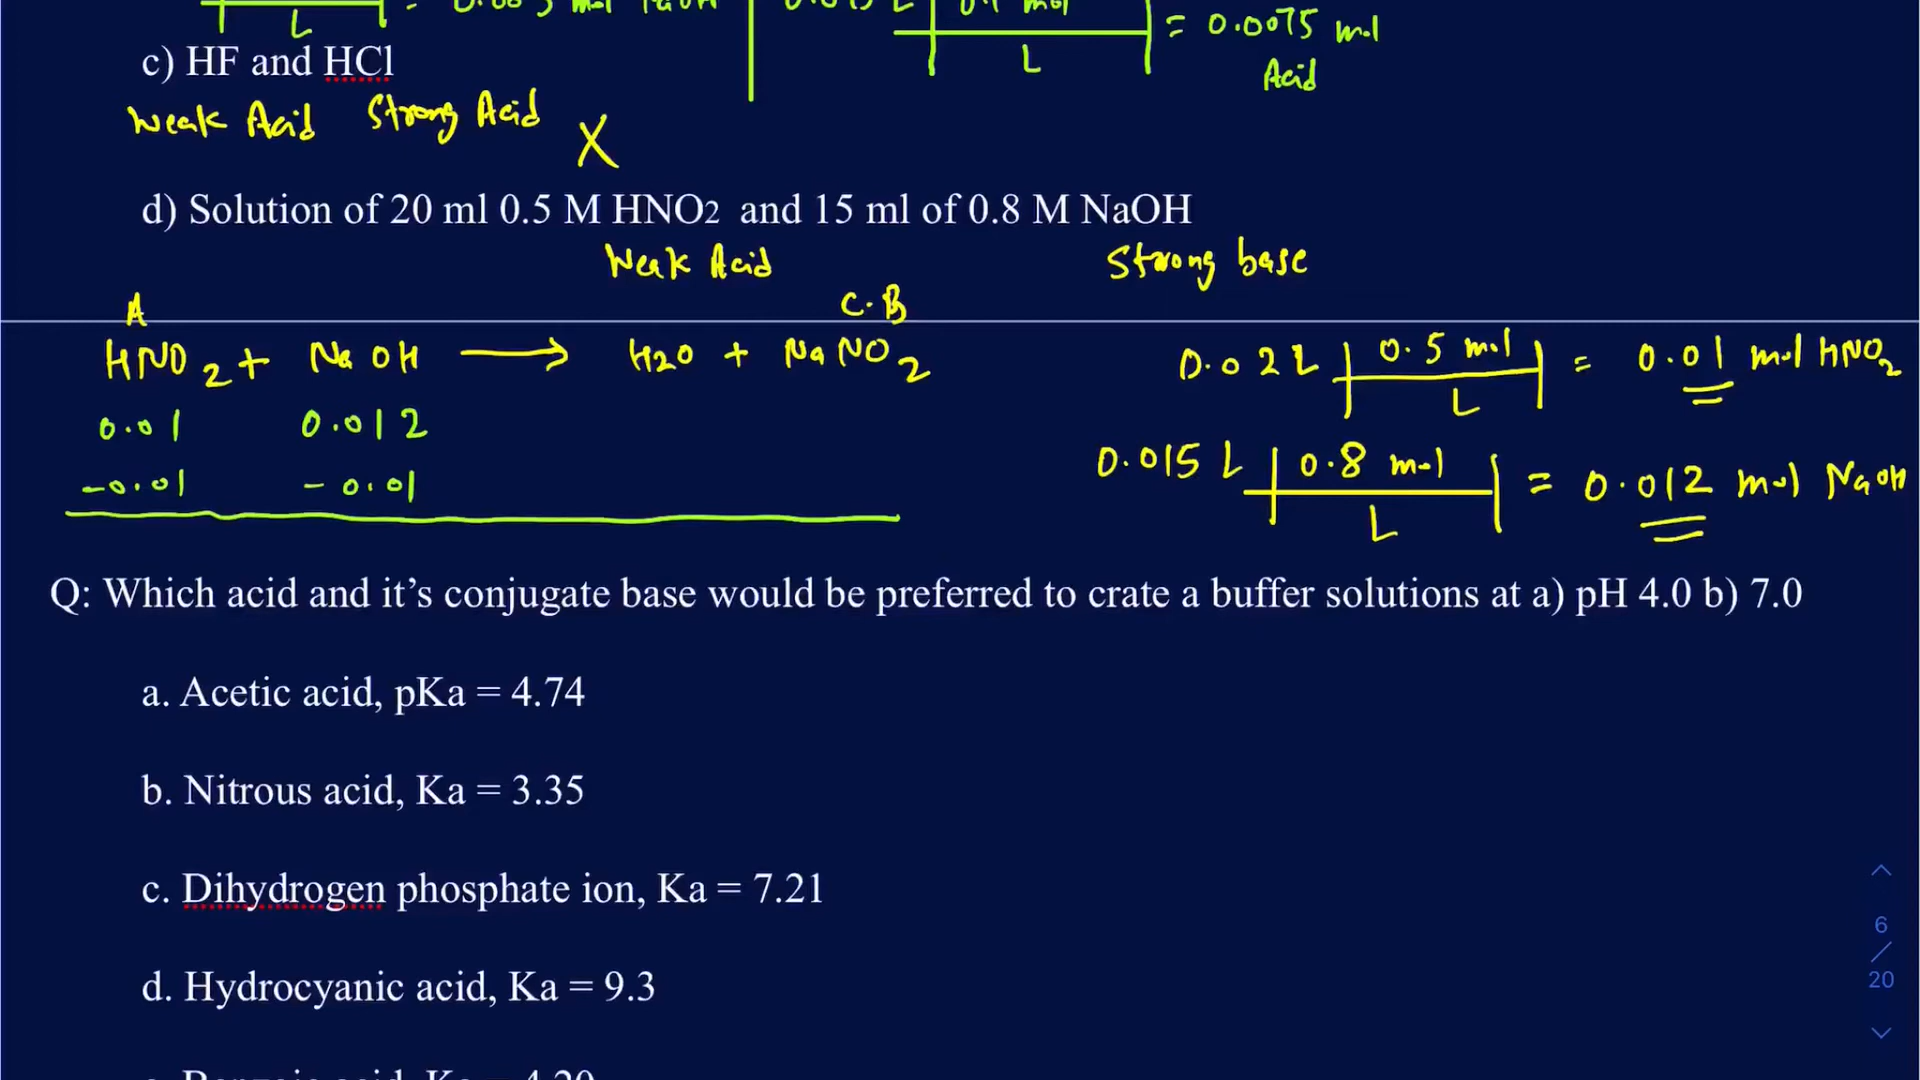 L
= 0.0075 mol
c) HF and HCl
L
Acid
Weak Acid Strong Acid X
d) Solution of 20 ml 0.5 M HNO2 and 15 ml of 0.8 M NaOH
Weak Acid Strong base
A C.B
HNO2 + NaOH → H2O + NaNO2
0.02 L 0.5 mol = 0.01 mol HNO2
L
0.01 0.012
0.015 L 0.8 mol = 0.012 mol NaOH
L
-0.01 -0.01
Q: Which acid and it’s conjugate base would be preferred to crate a buffer solutions at a) pH 4.0 b) 7.0
a. Acetic acid, pKa = 4.74
b. Nitrous acid, Ka = 3.35
c. Dihydrogen phosphate ion, Ka = 7.21
d. Hydrocyanic acid, Ka = 9.3
6
/
20